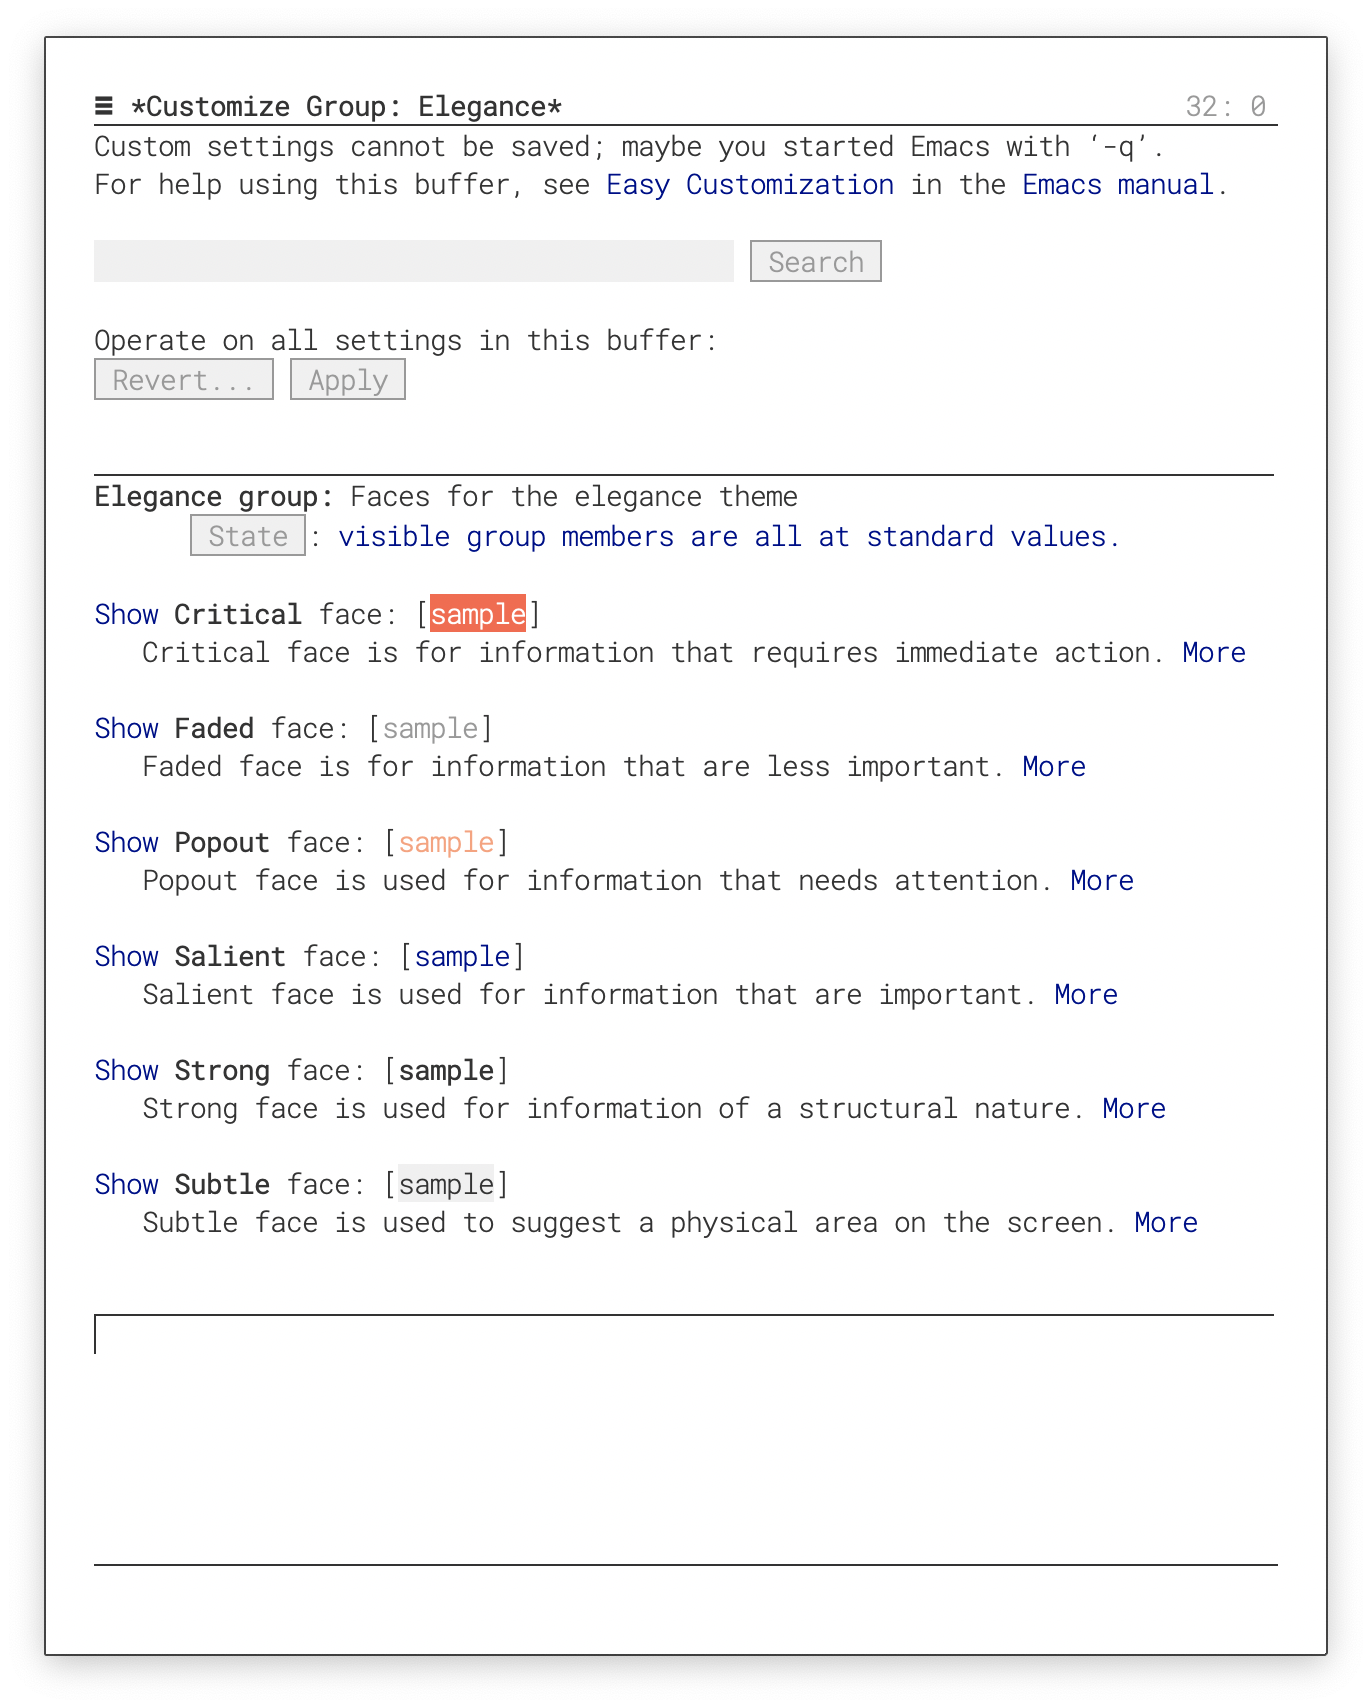 ≡ *Customize Group: Elegance* 32: 0
Custom settings cannot be saved; maybe you started Emacs with ‘-q’.
For help using this buffer, see Easy Customization in the Emacs manual.
Search
Operate on all settings in this buffer:
Revert... Apply
Elegance group: Faces for the elegance theme
State: visible group members are all at standard values.
Show Critical face: [sample]
Critical face is for information that requires immediate action. More
Show Faded face: [sample]
Faded face is for information that are less important. More
Show Popout face: [sample]
Popout face is used for information that needs attention. More
Show Salient face: [sample]
Salient face is used for information that are important. More
Show Strong face: [sample]
Strong face is used for information of a structural nature. More
Show Subtle face: [sample]
Subtle face is used to suggest a physical area on the screen. More